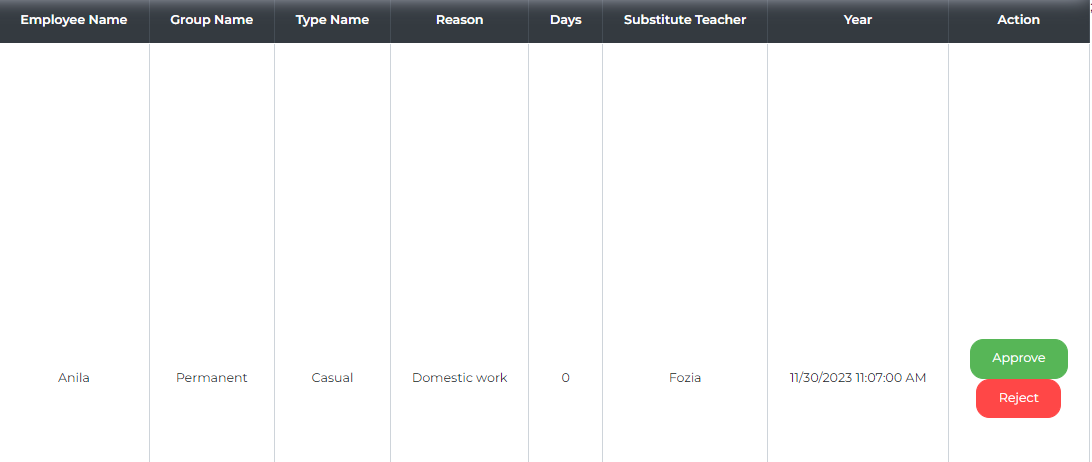 Employee Name Group Name Type Name Reason Days Substitute Teacher Year Action
Anila Permanent Casual Domestic work 0 Fozia 11/30/2023 11:07:00 AM Approve
Reject